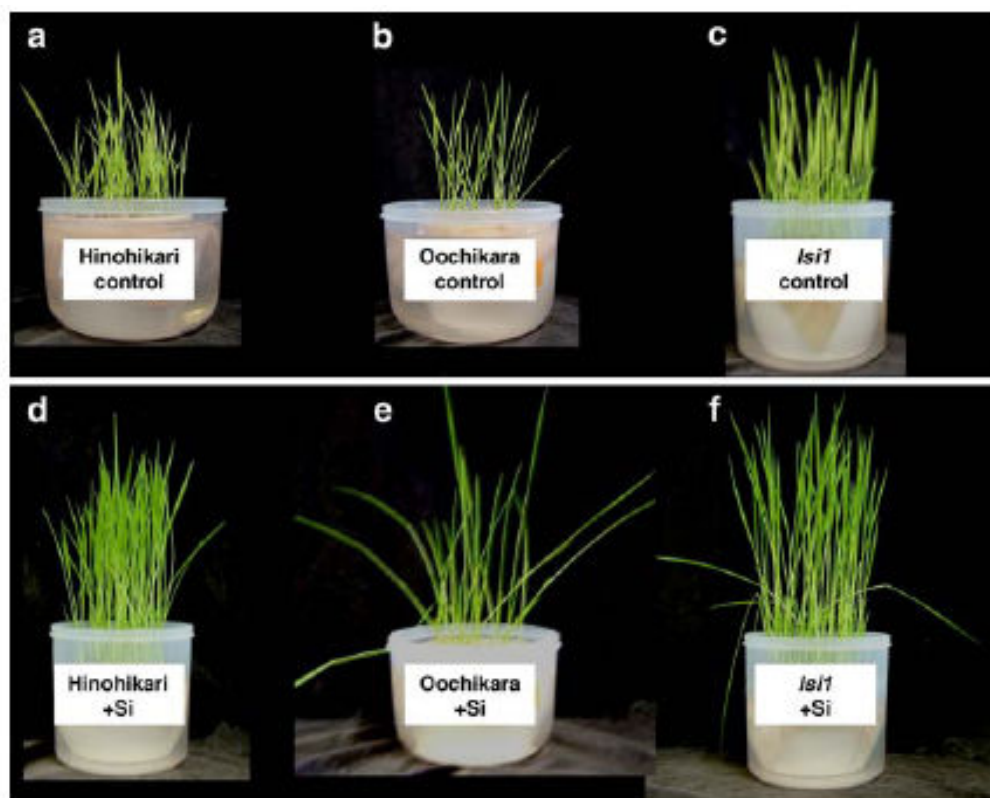 a
b
c
Hinohikari
control
Oochikara
control
lsi1
control
d
e
f
Hinohikari
+Si
Oochikara
+Si
lsi1
+Si